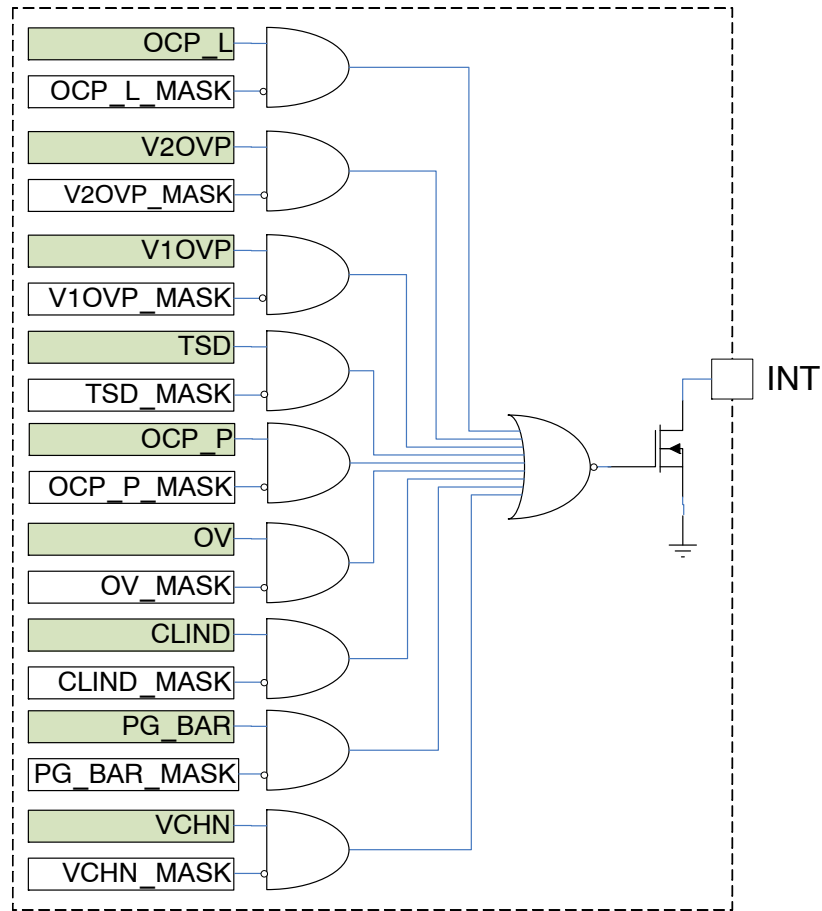 OCP_L
OCP_L_MASK
V2OVP
V2OVP_MASK
V1OVP
V1OVP_MASK
TSD
TSD_MASK
INT
OCP_P
OCP_P_MASK
OV
OV_MASK
CLIND
CLIND_MASK
PG_BAR
PG_BAR_MASK
VCHN
VCHN_MASK